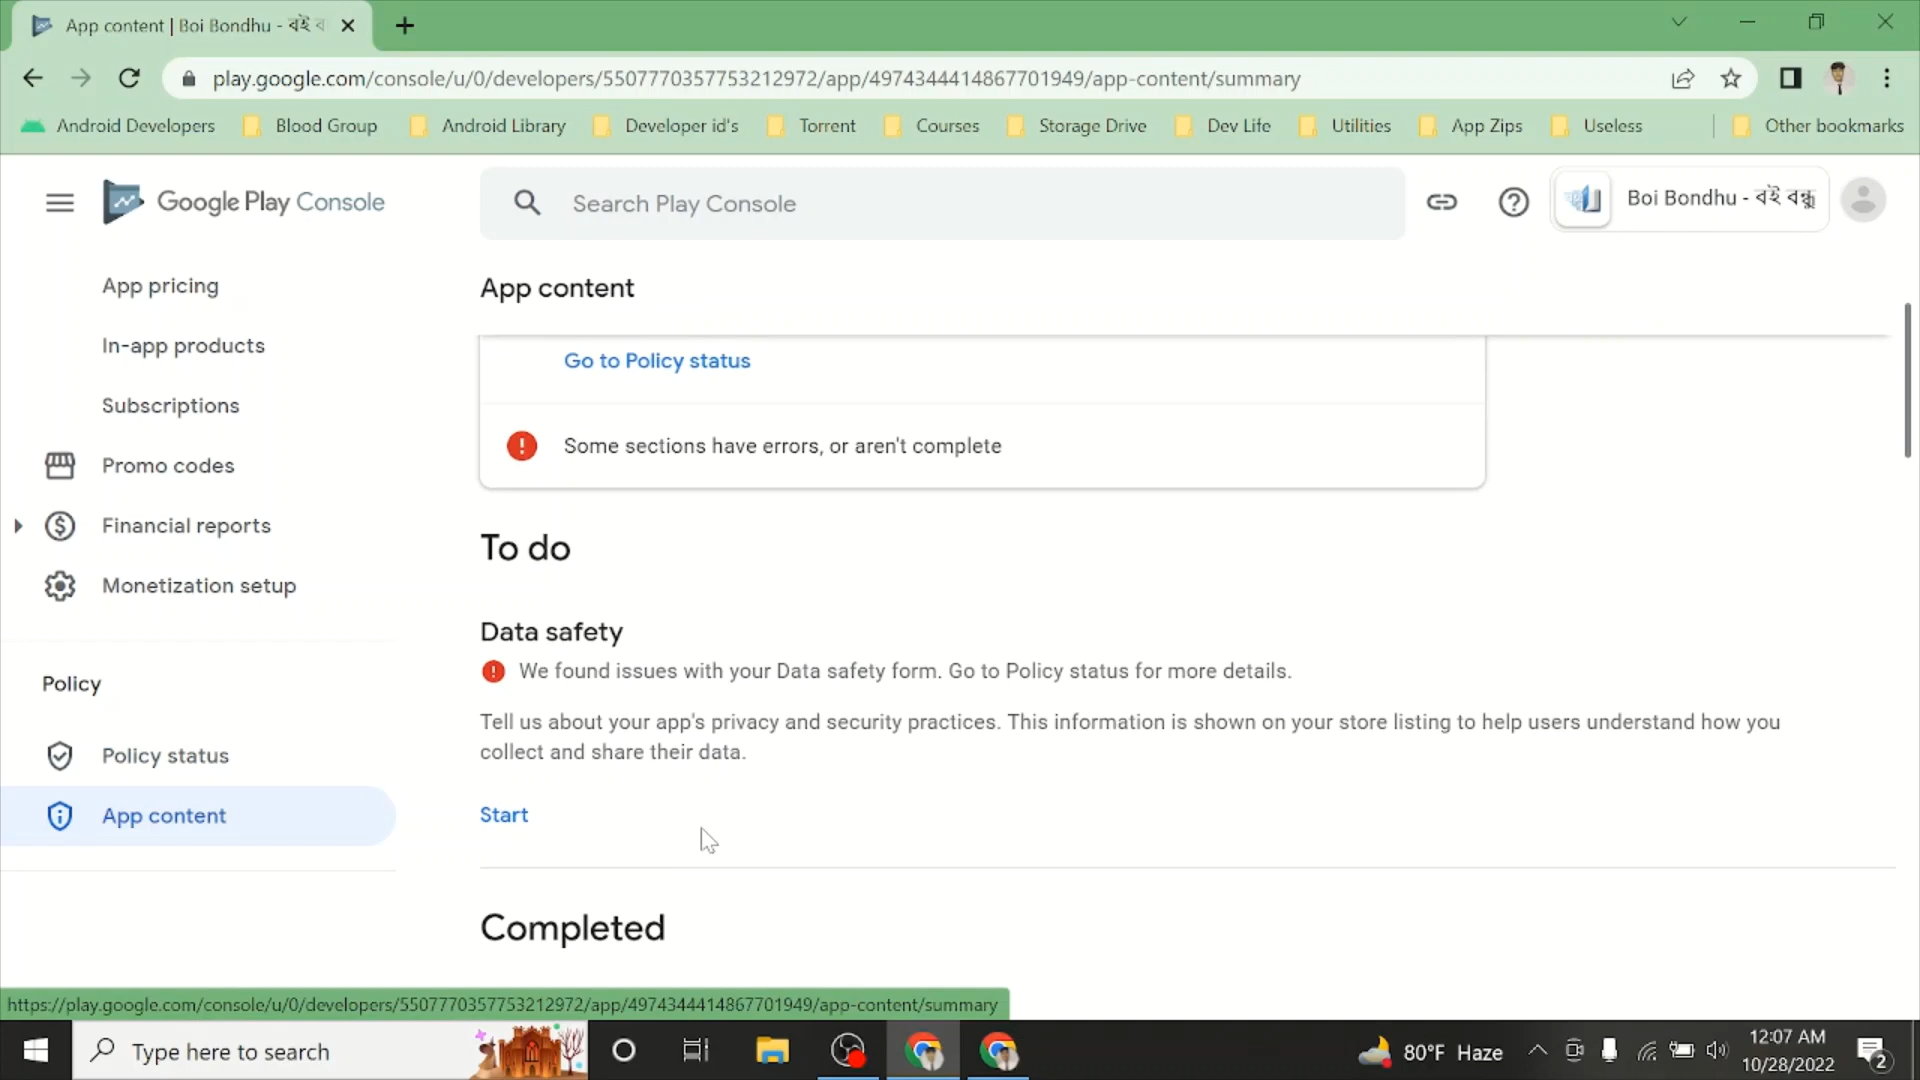 App content | Boi Bondhu - বই ব
play.google.com/console/u/0/developers/5507770357753212972/app/4974344414867701949/app-content/summary
Android Developers
Blood Group
Android Library
Developer id's
Torrent
Courses
Storage Drive
Dev Life
Utilities
App Zips
Useless
Other bookmarks
Google Play Console
Search Play Console
Boi Bondhu - বই বন্ধু
App pricing
In-app products
Subscriptions
Promo codes
Financial reports
Monetization setup
Policy
Policy status
App content
App content
Go to Policy status
Some sections have errors, or aren't complete
To do
Data safety
We found issues with your Data safety form. Go to Policy status for more details.
Tell us about your app's privacy and security practices. This information is shown on your store listing to help users understand how you
collect and share their data.
Start
Completed
https://play.google.com/console/u/0/developers/5507770357753212972/app/4974344414867701949/app-content/summary
Type here to search
80°F Haze
12:07 AM
10/28/2022
2